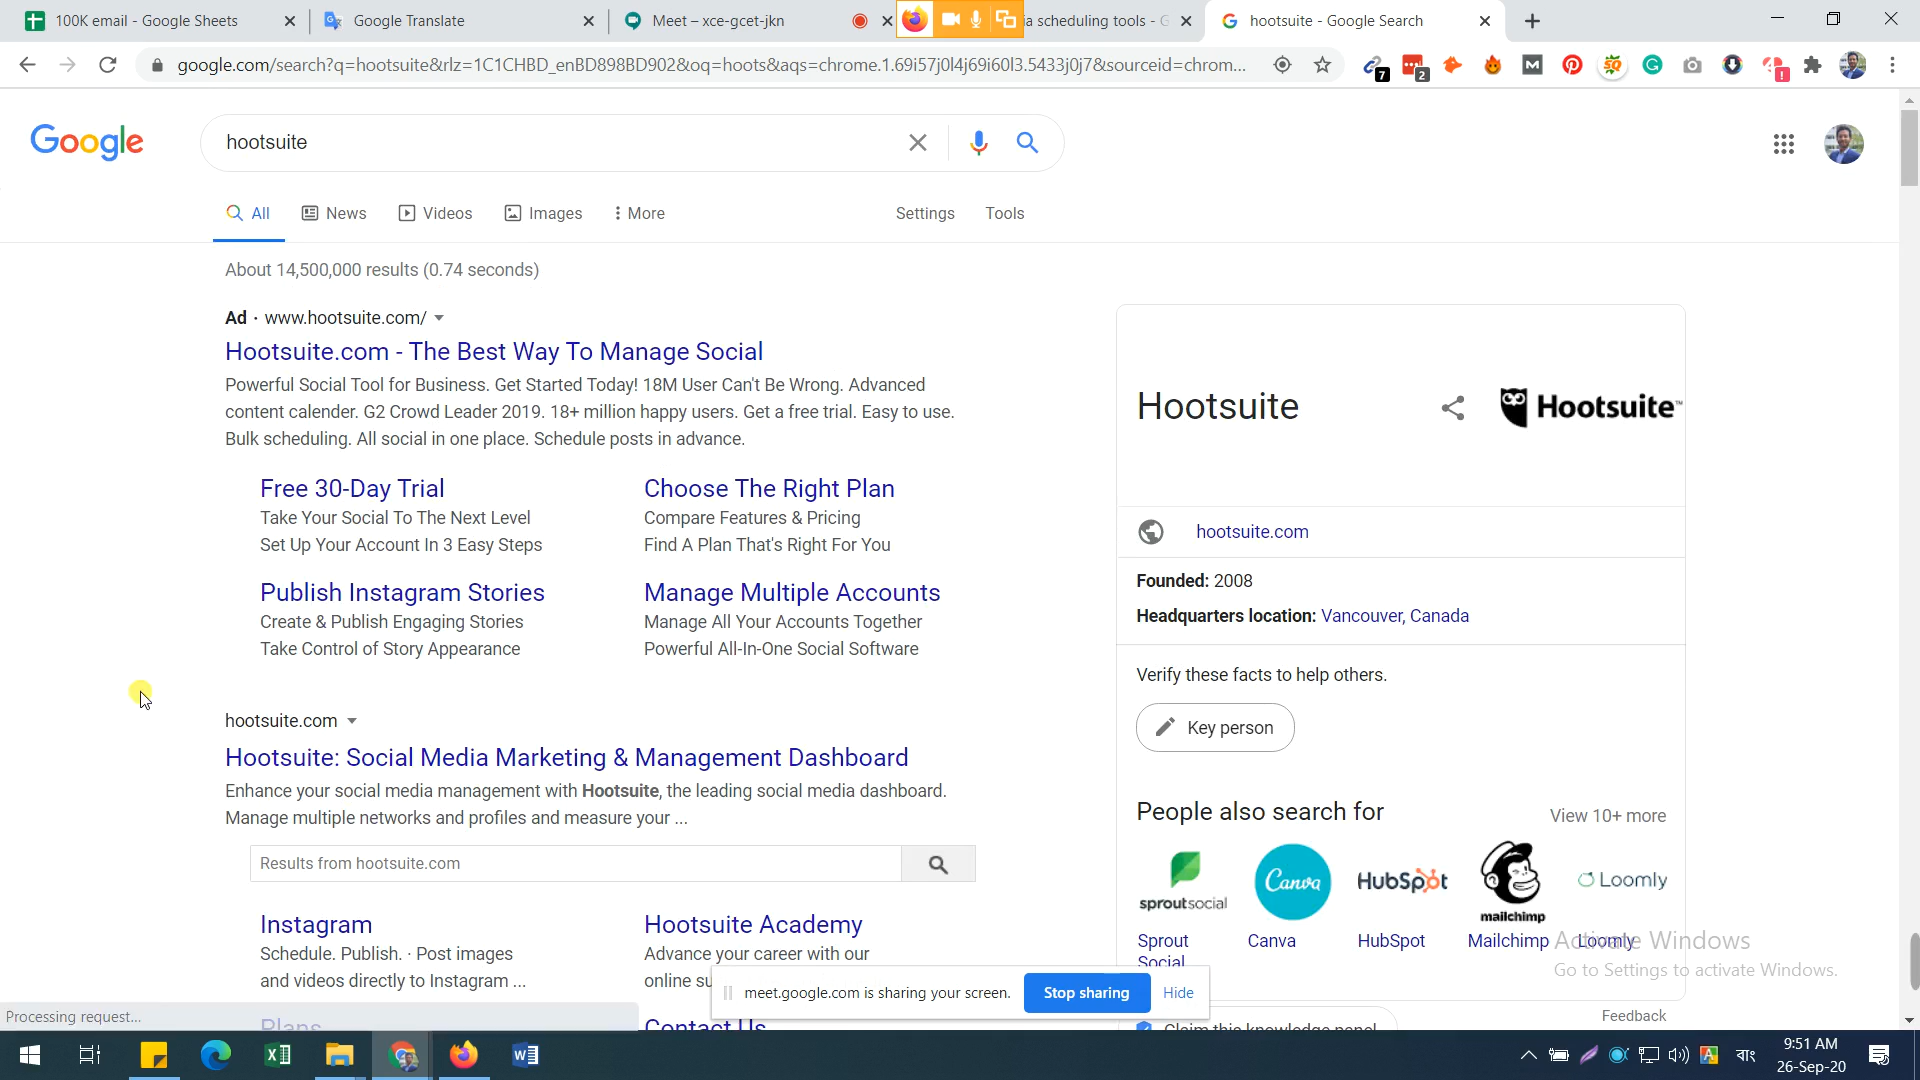 100K email - Google Sheets
Google Translate
Meet – xce-gcet-jkn
ia scheduling tools - G
hootsuite - Google Search
google.com/search?q=hootsuite&rlz=1C1CHBD_enBD898BD902&oq=hoots&aqs=chrome.1.69i57j0l4j69i60l3.5433j0j7&sourceid=chrom...
7
2
Google
hootsuite
All
News
Videos
Images
More
Settings
Tools
About 14,500,000 results (0.74 seconds)
Ad · www.hootsuite.com/
Hootsuite.com - The Best Way To Manage Social
Powerful Social Tool for Business. Get Started Today! 18M User Can't Be Wrong. Advanced
content calender. G2 Crowd Leader 2019. 18+ million happy users. Get a free trial. Easy to use.
Bulk scheduling. All social in one place. Schedule posts in advance.
Free 30-Day Trial
Take Your Social To The Next Level
Set Up Your Account In 3 Easy Steps
Choose The Right Plan
Compare Features & Pricing
Find A Plan That's Right For You
Publish Instagram Stories
Create & Publish Engaging Stories
Take Control of Story Appearance
Manage Multiple Accounts
Manage All Your Accounts Together
Powerful All-In-One Social Software
hootsuite.com
Hootsuite: Social Media Marketing & Management Dashboard
Enhance your social media management with Hootsuite, the leading social media dashboard.
Manage multiple networks and profiles and measure your ...
Results from hootsuite.com
Instagram
Schedule. Publish. · Post images
and videos directly to Instagram ...
Hootsuite Academy
Advance your career with our
online su
Plans
Contact Us
Hootsuite
Hootsuite™
hootsuite.com
Founded: 2008
Headquarters location: Vancouver, Canada
Verify these facts to help others.
Key person
People also search for
View 10+ more
sproutsocial
Canva
HubSpot
mailchimp
Loomly
Sprout
Social
Canva
HubSpot
Mailchimp
Loomly
Activate Windows
Go to Settings to activate Windows.
Claim this knowledge panel
Feedback
meet.google.com is sharing your screen.
Stop sharing
Hide
Processing request...
বাং
9:51 AM
26-Sep-20